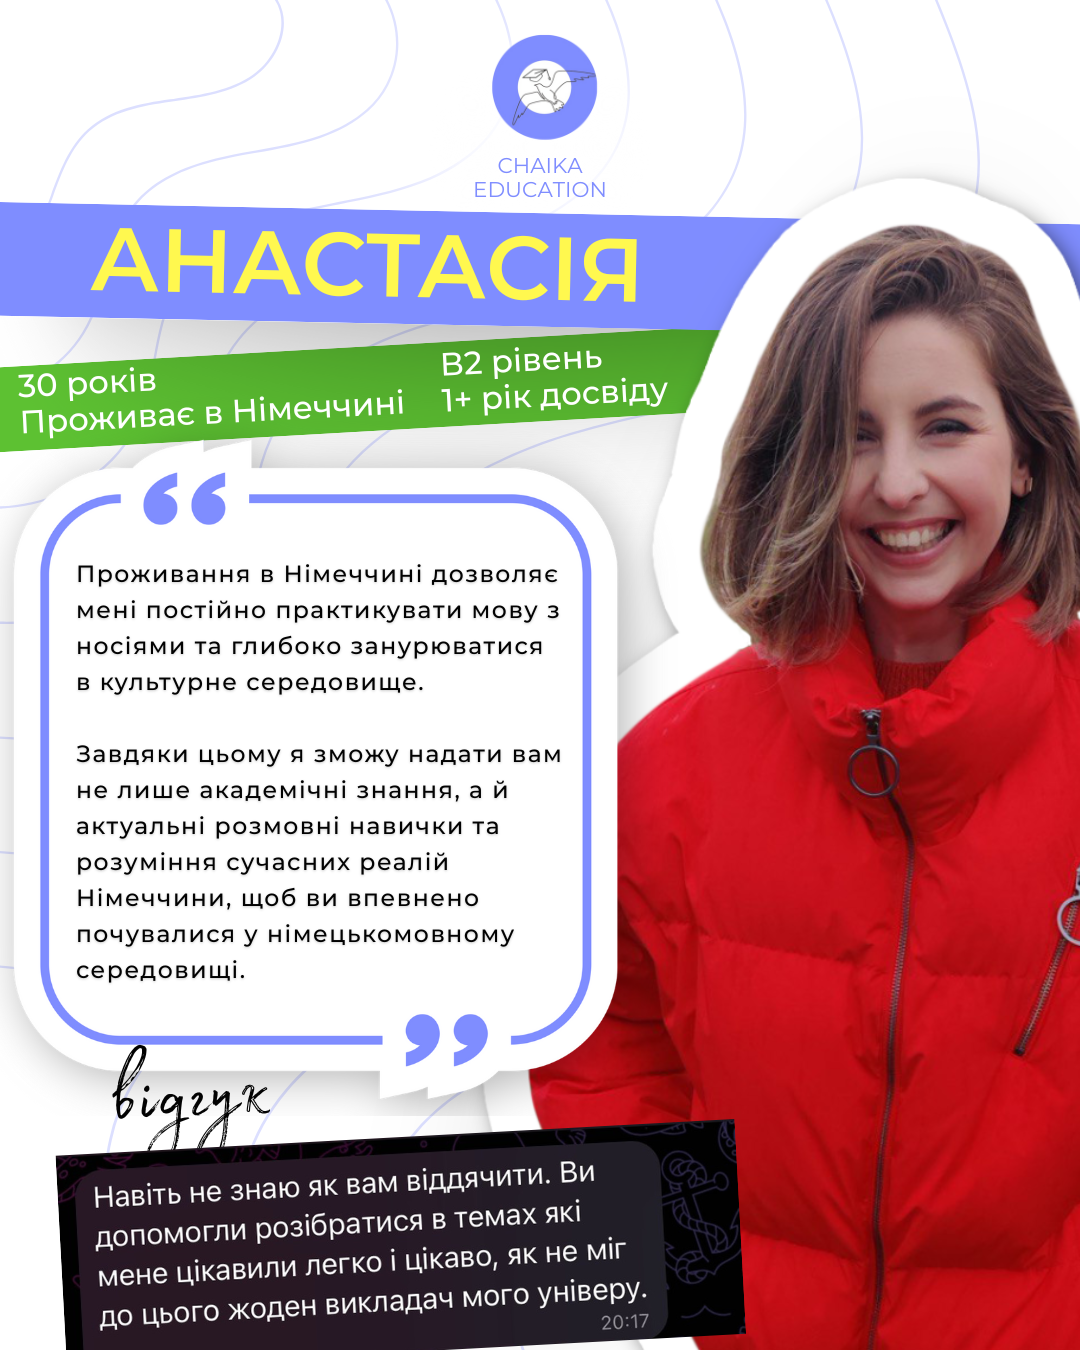 CHAIKA
EDUCATION
АНАСТАСІЯ
30 років
Проживає в Німеччині
B2 рівень
1+ рік досвіду
Проживання в Німеччині дозволяє
мені постійно практикувати мову з
носіями та глибоко занурюватися
в культурне середовище.
Завдяки цьому я зможу надати вам
не лише академічні знання, а й
актуальні розмовні навички та
розуміння сучасних реалій
Німеччини, щоб ви впевнено
почувалися у німецькомовному
середовищі.
відгук
Навіть не знаю як вам віддячити. Ви
допомогли розібратися в темах які
мене цікавили легко і цікаво, як не міг
до цього жоден викладач мого універу.
20:17